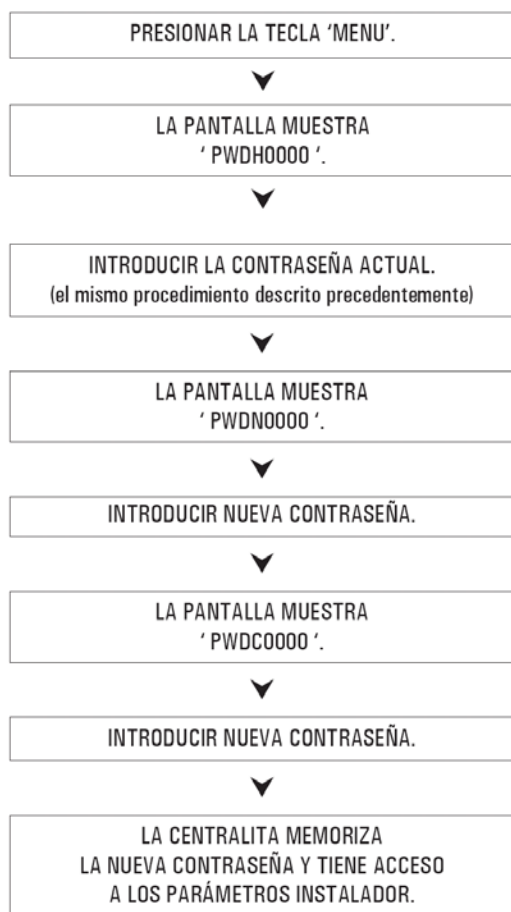 PRESIONAR LA TECLA ‘MENU’.
LA PANTALLA MUESTRA
‘ PWDH0000 ‘.
INTRODUCIR LA CONTRASEÑA ACTUAL.
(el mismo procedimiento descrito precedentemente)
LA PANTALLA MUESTRA
‘ PWDN0000 ‘.
INTRODUCIR NUEVA CONTRASEÑA.
LA PANTALLA MUESTRA
‘ PWDC0000 ‘.
INTRODUCIR NUEVA CONTRASEÑA.
LA CENTRALITA MEMORIZA
LA NUEVA CONTRASEÑA Y TIENE ACCESO
A LOS PARÁMETROS INSTALADOR.